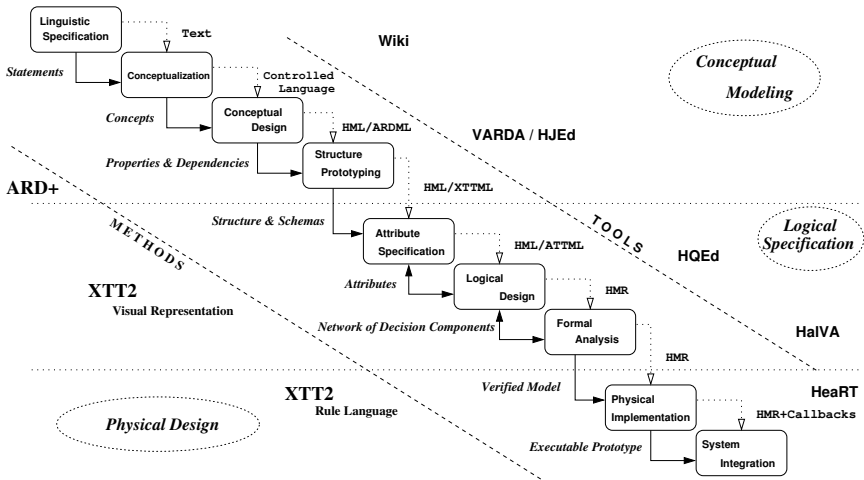 Linguistic
Specification
Text
Wiki
Statements
Conceptualization
Controlled
Language
Conceptual
Modeling
Concepts
Conceptual
Design
HML/ARDML
VARDA / HJEd
Properties & Dependencies
Structure
Prototyping
ARD+
HML/XTTML
METHODS
Structure & Schemas
Attribute
Specification
TOOLS
Logical
Specification
HML/ATTML
HQEd
XTT2
Visual Representation
Attributes
Logical
Design
HMR
Network of Decision Components
Formal
Analysis
HalVA
HMR
XTT2
Rule Language
Verified Model
Physical
Implementation
HeaRT
HMR+Callbacks
Physical Design
Executable Prototype
System
Integration